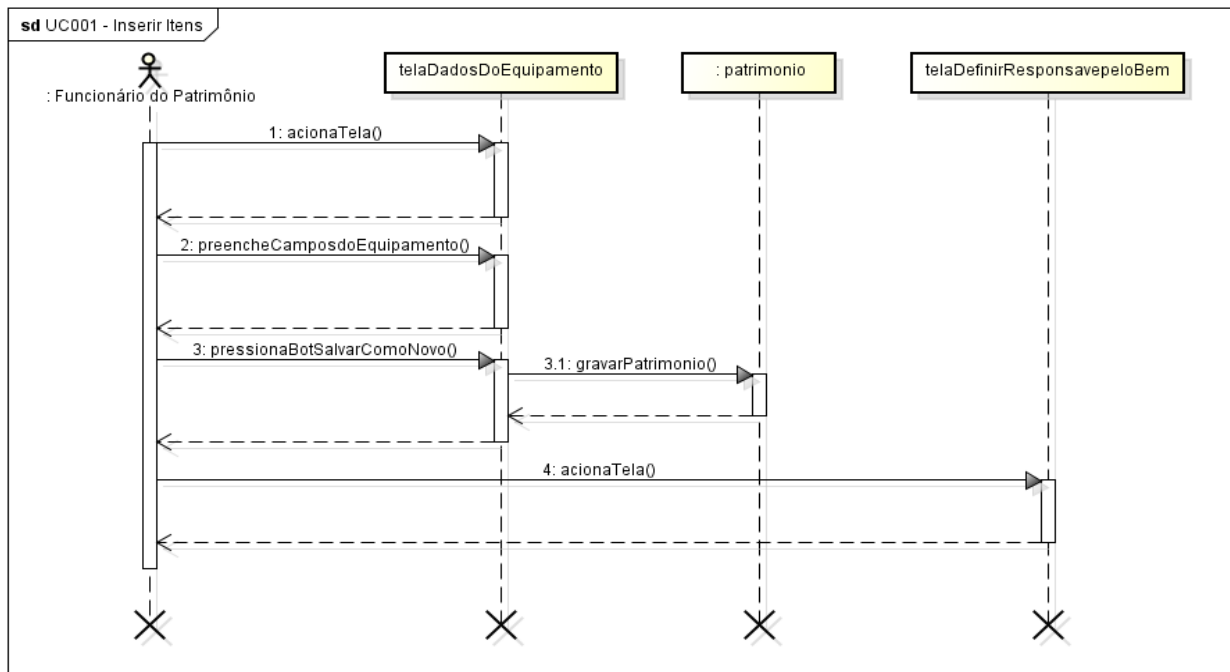 sd UC001 - Inserir Itens
: Funcionário do Patrimônio
telaDadosDoEquipamento
: patrimonio
telaDefinirResponsavepeloBem
1: acionaTela()
2: preencheCamposdoEquipamento()
3: pressionaBotSalvarComoNovo()
3.1: gravarPatrimonio()
4: acionaTela()